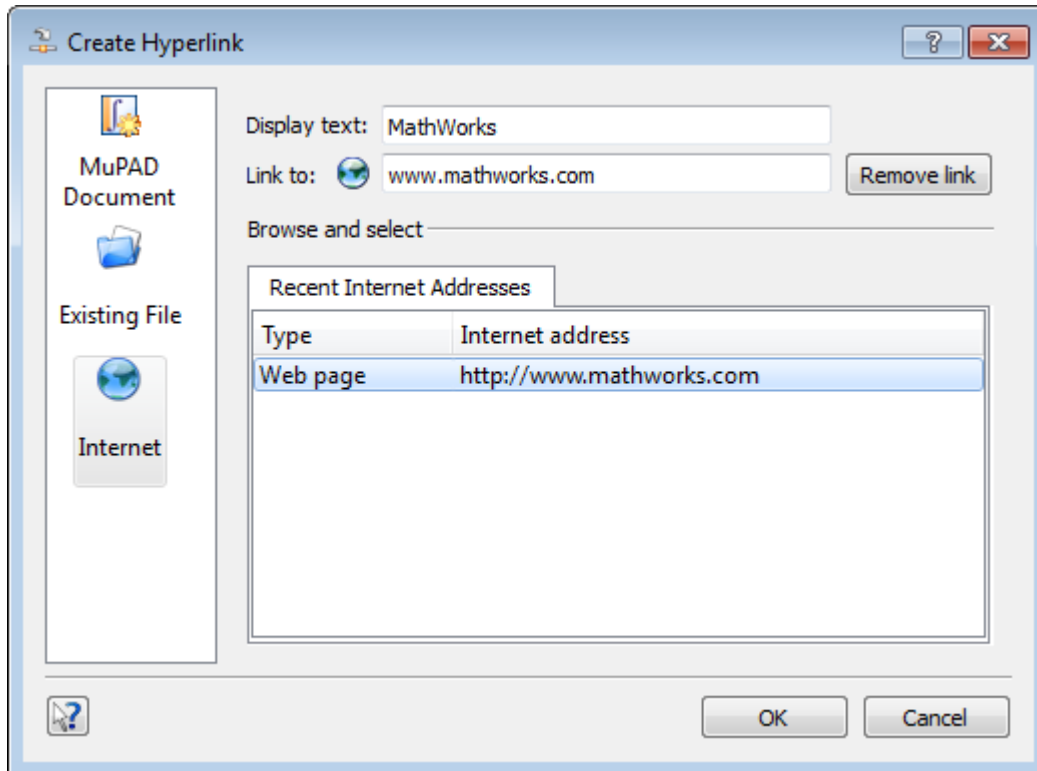 Create Hyperlink
MuPAD
Document
Existing File
Internet
Display text: MathWorks
Link to: www.mathworks.com Remove link
Browse and select
Recent Internet Addresses
Type Internet address
Web page http://www.mathworks.com
OK Cancel